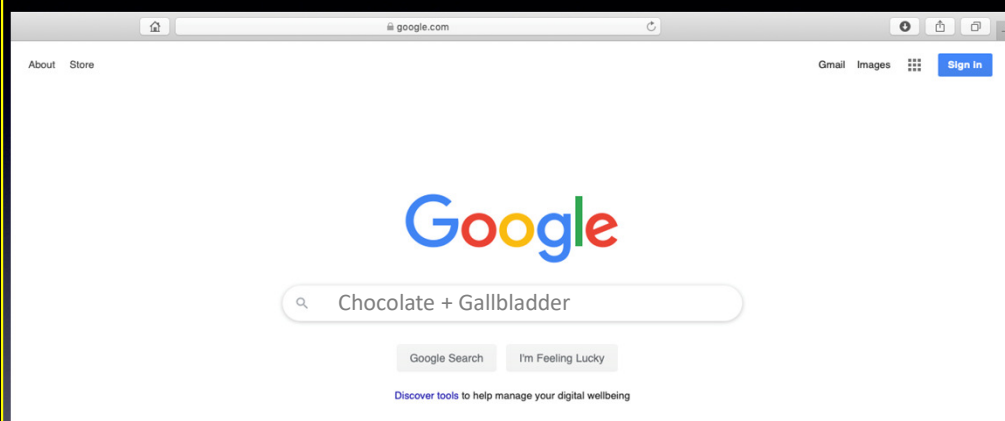 google.com
About Store
Gmail Images Sign In
Google
Chocolate + Gallbladder
Google Search I'm Feeling Lucky
Discover tools to help manage your digital wellbeing